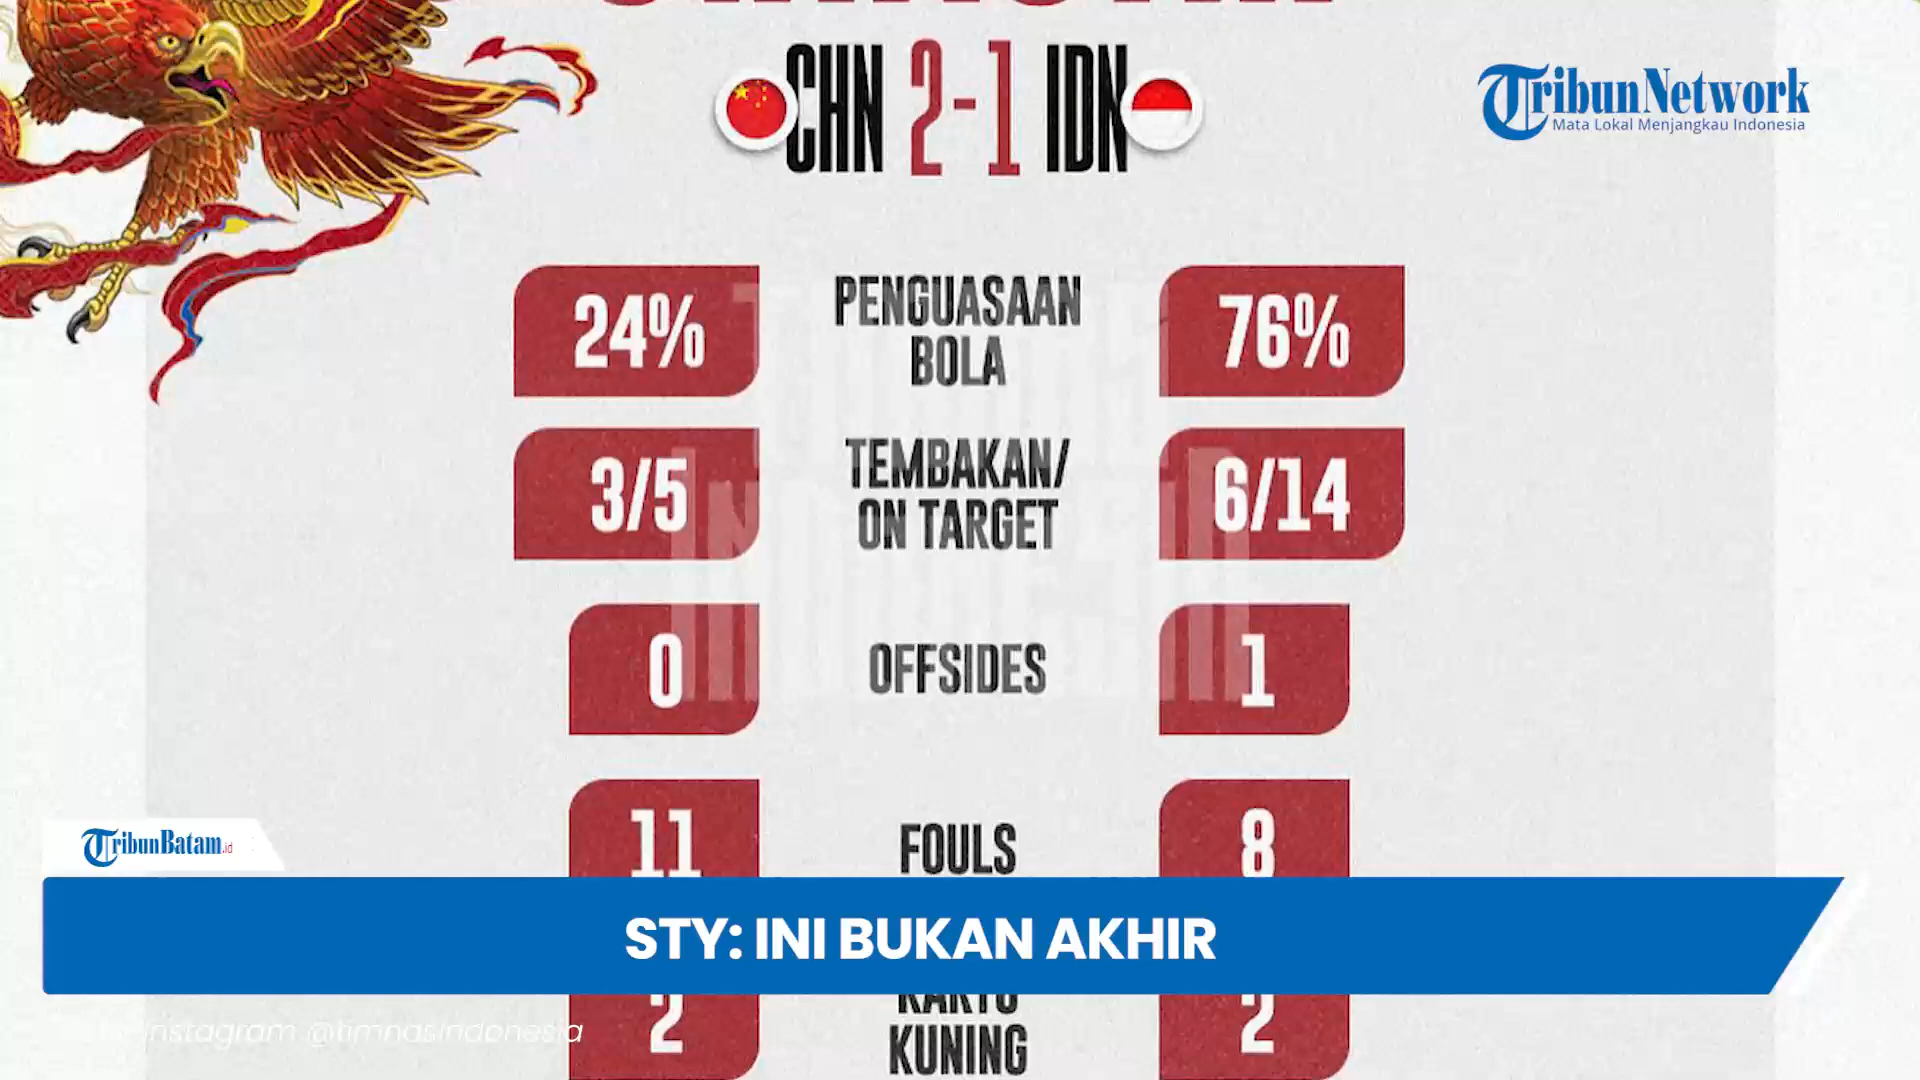 CHN 2-1 IDN
TribunNetwork
Mata Lokal Menjangkau Indonesia
24% PENGUASAAN BOLA 76%
3/5 TEMBAKAN/ ON TARGET 6/14
0 OFFSIDES 1
11 FOULS 8
TribunBatam.id
STY: INI BUKAN AKHIR
2 KARTU KUNING 2
Instagram @timnasindonesia